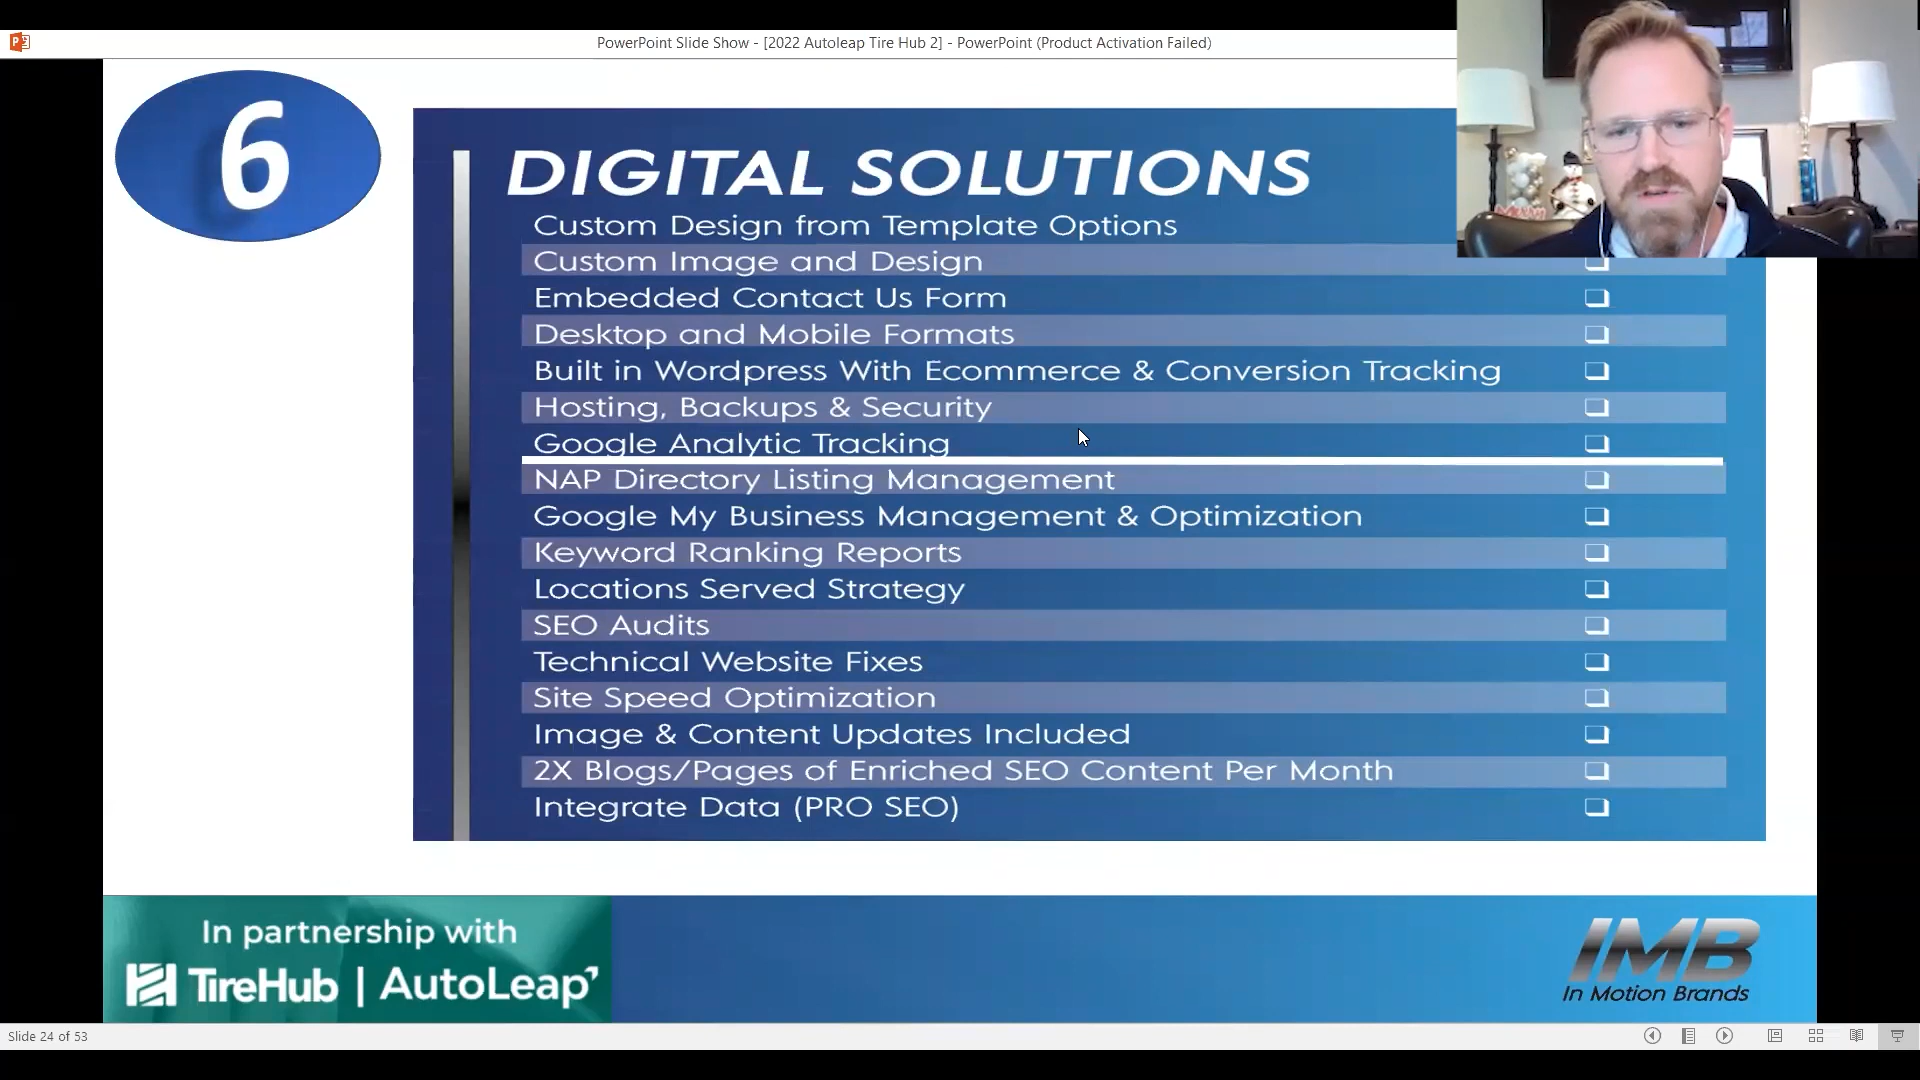 PowerPoint Slide Show - [2022 Autoleap Tire Hub 2] - PowerPoint (Product Activation Failed)
6
DIGITAL SOLUTIONS
Custom Design from Template Options
Custom Image and Design
Embedded Contact Us Form
Desktop and Mobile Formats
Built in Wordpress With Ecommerce & Conversion Tracking
Hosting, Backups & Security
Google Analytic Tracking
NAP Directory Listing Management
Google My Business Management & Optimization
Keyword Ranking Reports
Locations Served Strategy
SEO Audits
Technical Website Fixes
Site Speed Optimization
Image & Content Updates Included
2X Blogs/Pages of Enriched SEO Content Per Month
Integrate Data (PRO SEO)
In partnership with
TireHub | AutoLeap
IMB
In Motion Brands
Slide 24 of 53